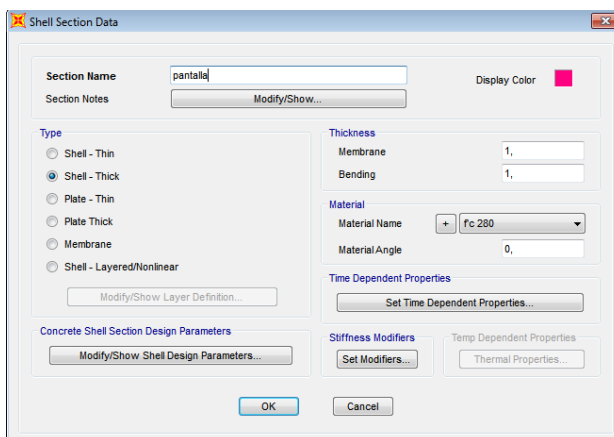 Shell Section Data
Section Name
pantalla
Display Color
Section Notes
Modify/Show...
Type
Shell - Thin
Shell - Thick
Plate - Thin
Plate Thick
Membrane
Shell - Layered/Nonlinear
Modify/Show Layer Definition...
Concrete Shell Section Design Parameters
Modify/Show Shell Design Parameters...
Thickness
Membrane
1,
Bending
1,
Material
Material Name
+
f'c 280
Material Angle
0,
Time Dependent Properties
Set Time Dependent Properties...
Stiffness Modifiers
Set Modifiers...
Temp Dependent Properties
Thermal Properties...
OK
Cancel